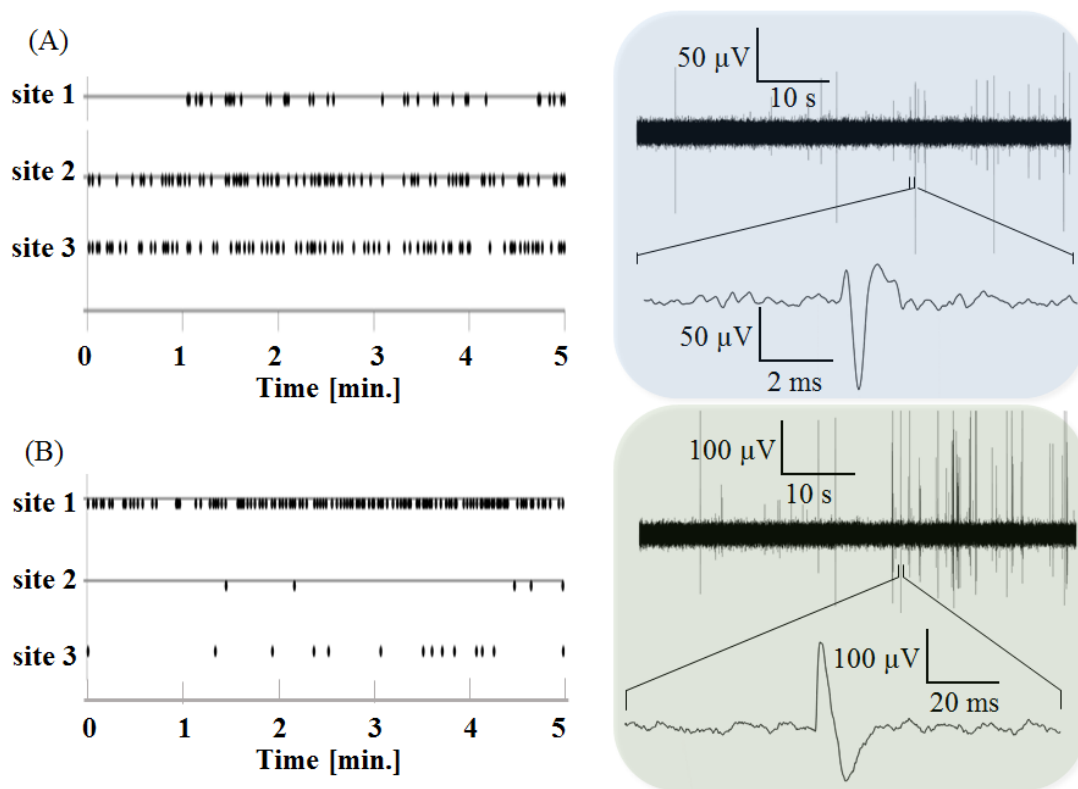 (A)
site 1
site 2
site 3
0 1 2 3 4 5
Time [min.]
50 µV
10 s
50 µV
2 ms
(B)
site 1
site 2
site 3
0 1 2 3 4 5
Time [min.]
100 µV
10 s
100 µV
20 ms